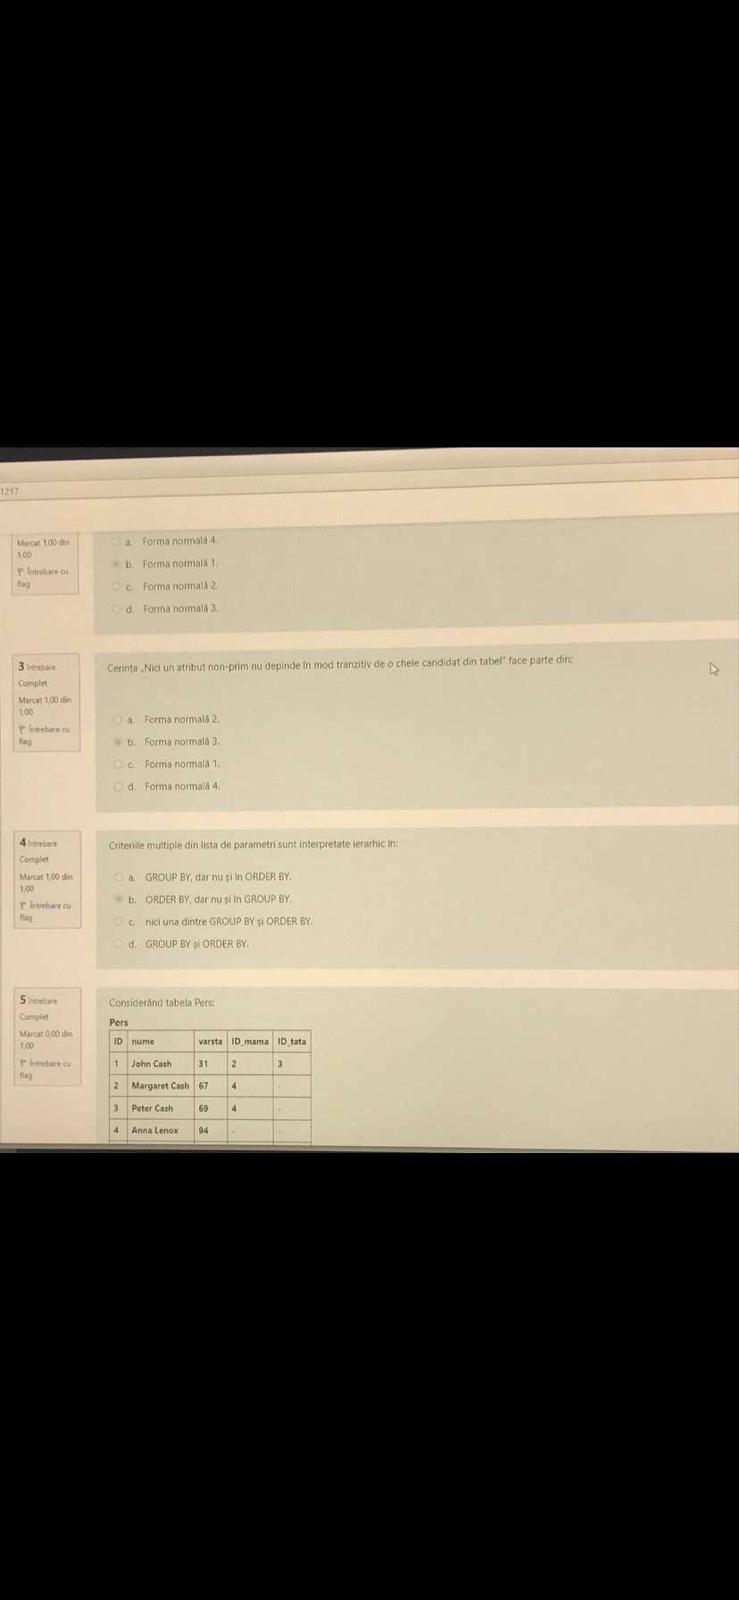 1217
Marcat 1,00 din
1,00
Întrebare cu
flag
a. Forma normală 4.
b. Forma normală 1.
c. Forma normală 2.
d. Forma normală 3.
3 Întrebare
Complet
Marcat 1,00 din
1,00
Întrebare cu
flag
Cerința „Nici un atribut non-prim nu depinde în mod tranzitiv de o cheie candidat din tabel" face parte din:
a. Forma normală 2.
b. Forma normală 3.
c. Forma normală 1.
d. Forma normală 4.
4 Întrebare
Complet
Marcat 1,00 din
1,00
Întrebare cu
flag
Criteriile multiple din lista de parametri sunt interpretate ierarhic în:
a. GROUP BY, dar nu și în ORDER BY.
b. ORDER BY, dar nu și în GROUP BY.
c. nici una dintre GROUP BY și ORDER BY.
d. GROUP BY și ORDER BY.
5 Întrebare
Complet
Marcat 0,00 din
1,00
Întrebare cu
flag
Considerând tabela Pers:
Pers
ID nume varsta ID_mama ID_tata
1 John Cash 31 2 3
2 Margaret Cash 67 4 -
3 Peter Cash 69 4 -
4 Anna Lenox 94 - -